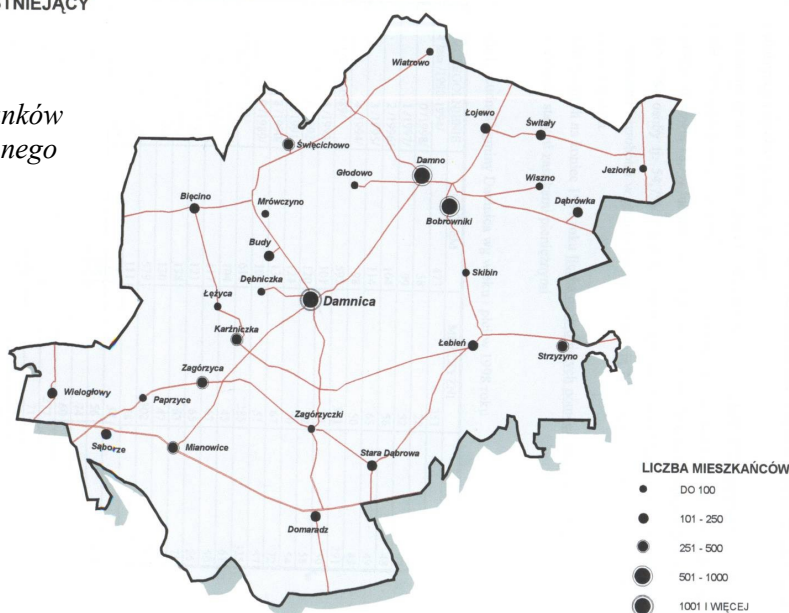 STNIEJĄCY
nków
nego
Wiatrowo
Łojewo
Świtały
Święcichowo
Damno
Głodowo
Wiszno
Jeziorka
Bięcino
Mrówczyno
Dąbrówka
Bobrowniki
Budy
Skibin
Dębniczka
Łężyca
Damnica
Karżniczka
Łebień
Strzyżyno
Zagórzyca
Wielogłowy
Paprzyce
Zagórzyczki
Sąborze
Mianowice
Stara Dąbrowa
Domaradz
LICZBA MIESZKAŃCÓW
DO 100
101 - 250
251 - 500
501 - 1000
1001 I WIĘCEJ